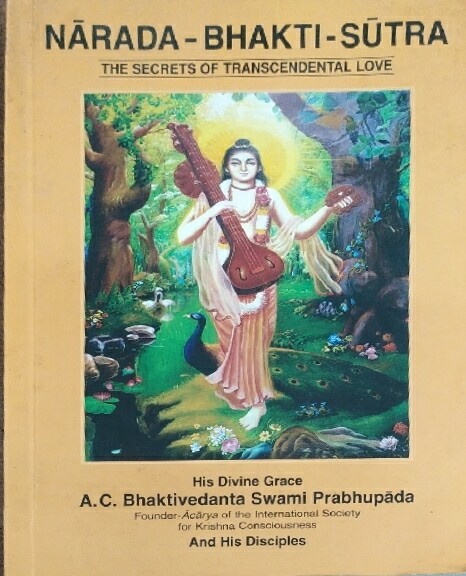 NĀRADA-BHAKTI-SŪTRA
THE SECRETS OF TRANSCENDENTAL LOVE
His Divine Grace
A.C. Bhaktivedanta Swami Prabhupāda
Founder-Ācārya of the International Society
for Krishna Consciousness
And His Disciples